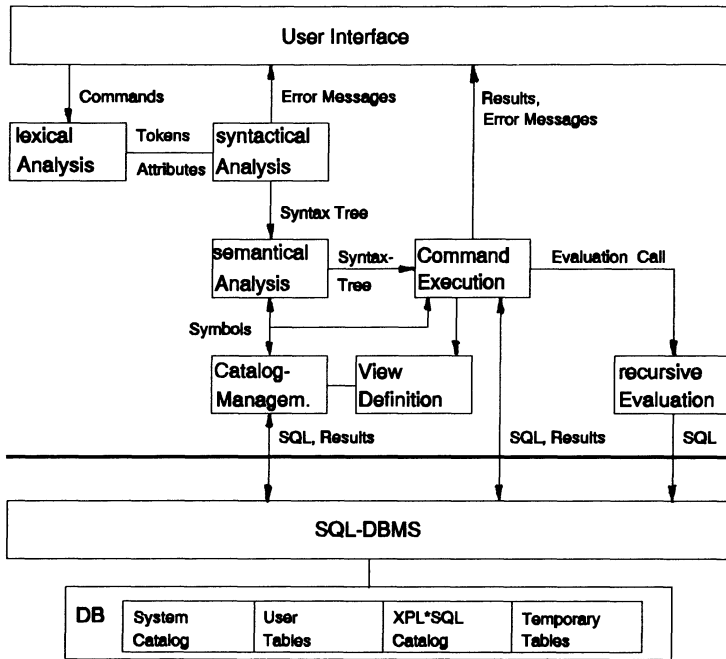 User Interface
Commands
Error Messages
Results,
Error Messages
lexical
Analysis
Tokens
Attributes
syntactical
Analysis
Syntax Tree
semantical
Analysis
Syntax-
Tree
Command
Execution
Evaluation Call
Symbols
Catalog-
Managem.
View
Definition
recursive
Evaluation
SQL, Results
SQL, Results
SQL
SQL-DBMS
DB
System
Catalog
User
Tables
XPL*SQL
Catalog
Temporary
Tables